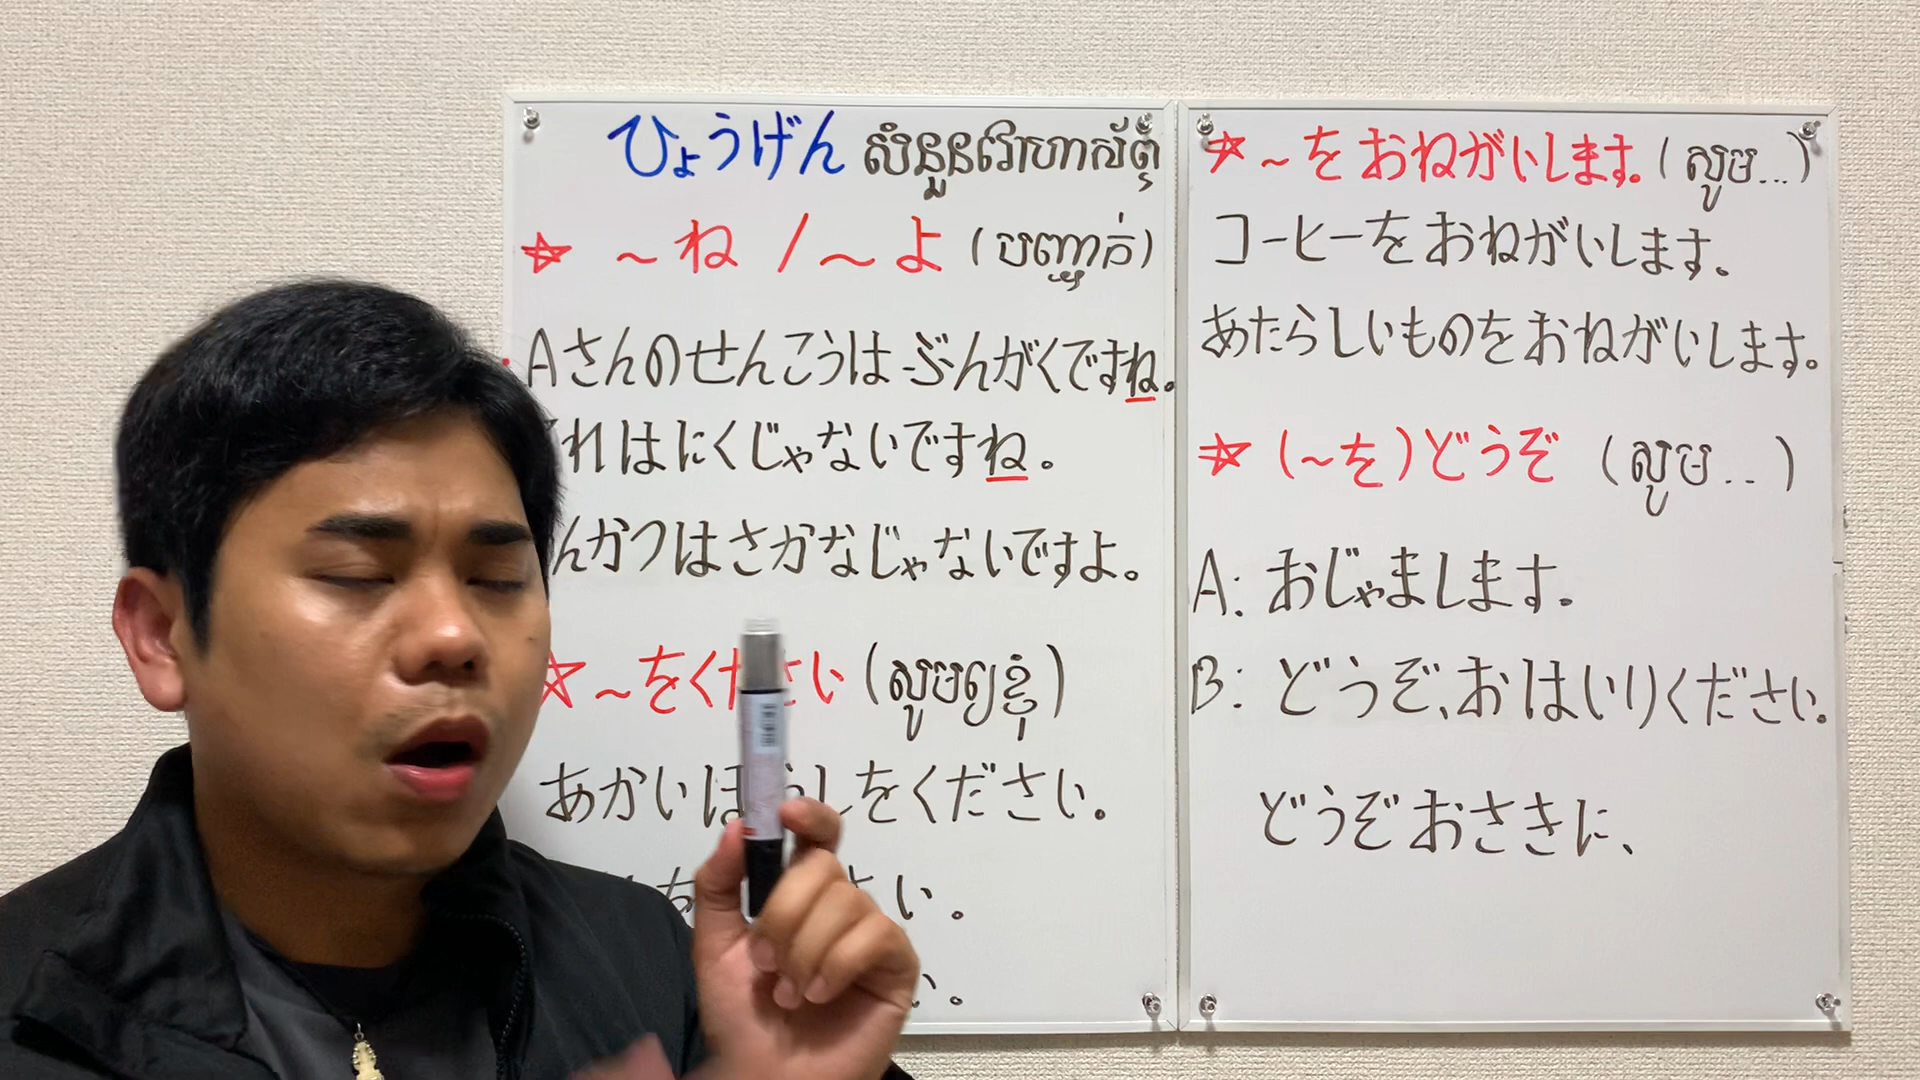 ひょうげん សំនួនវោហាស័ព្ទ
☆ ~ね / ~よ (បញ្ជាក់)
Aさんのせんこうはぶんがくですね。
れはにくじゃないですね。
んかつはさかなじゃないですよ。
☆ ~をください (សូមឲ្យខ្ញុំ)
あかいぼうしをください。
い。
☆ ~をおねがいします。(សូម...)
コーヒーをおねがいします。
あたらしいものをおねがいします。
☆ (~を)どうぞ (សូម..)
A: おじゃまします。
B: どうぞ、おはいりください。
どうぞおさきに、